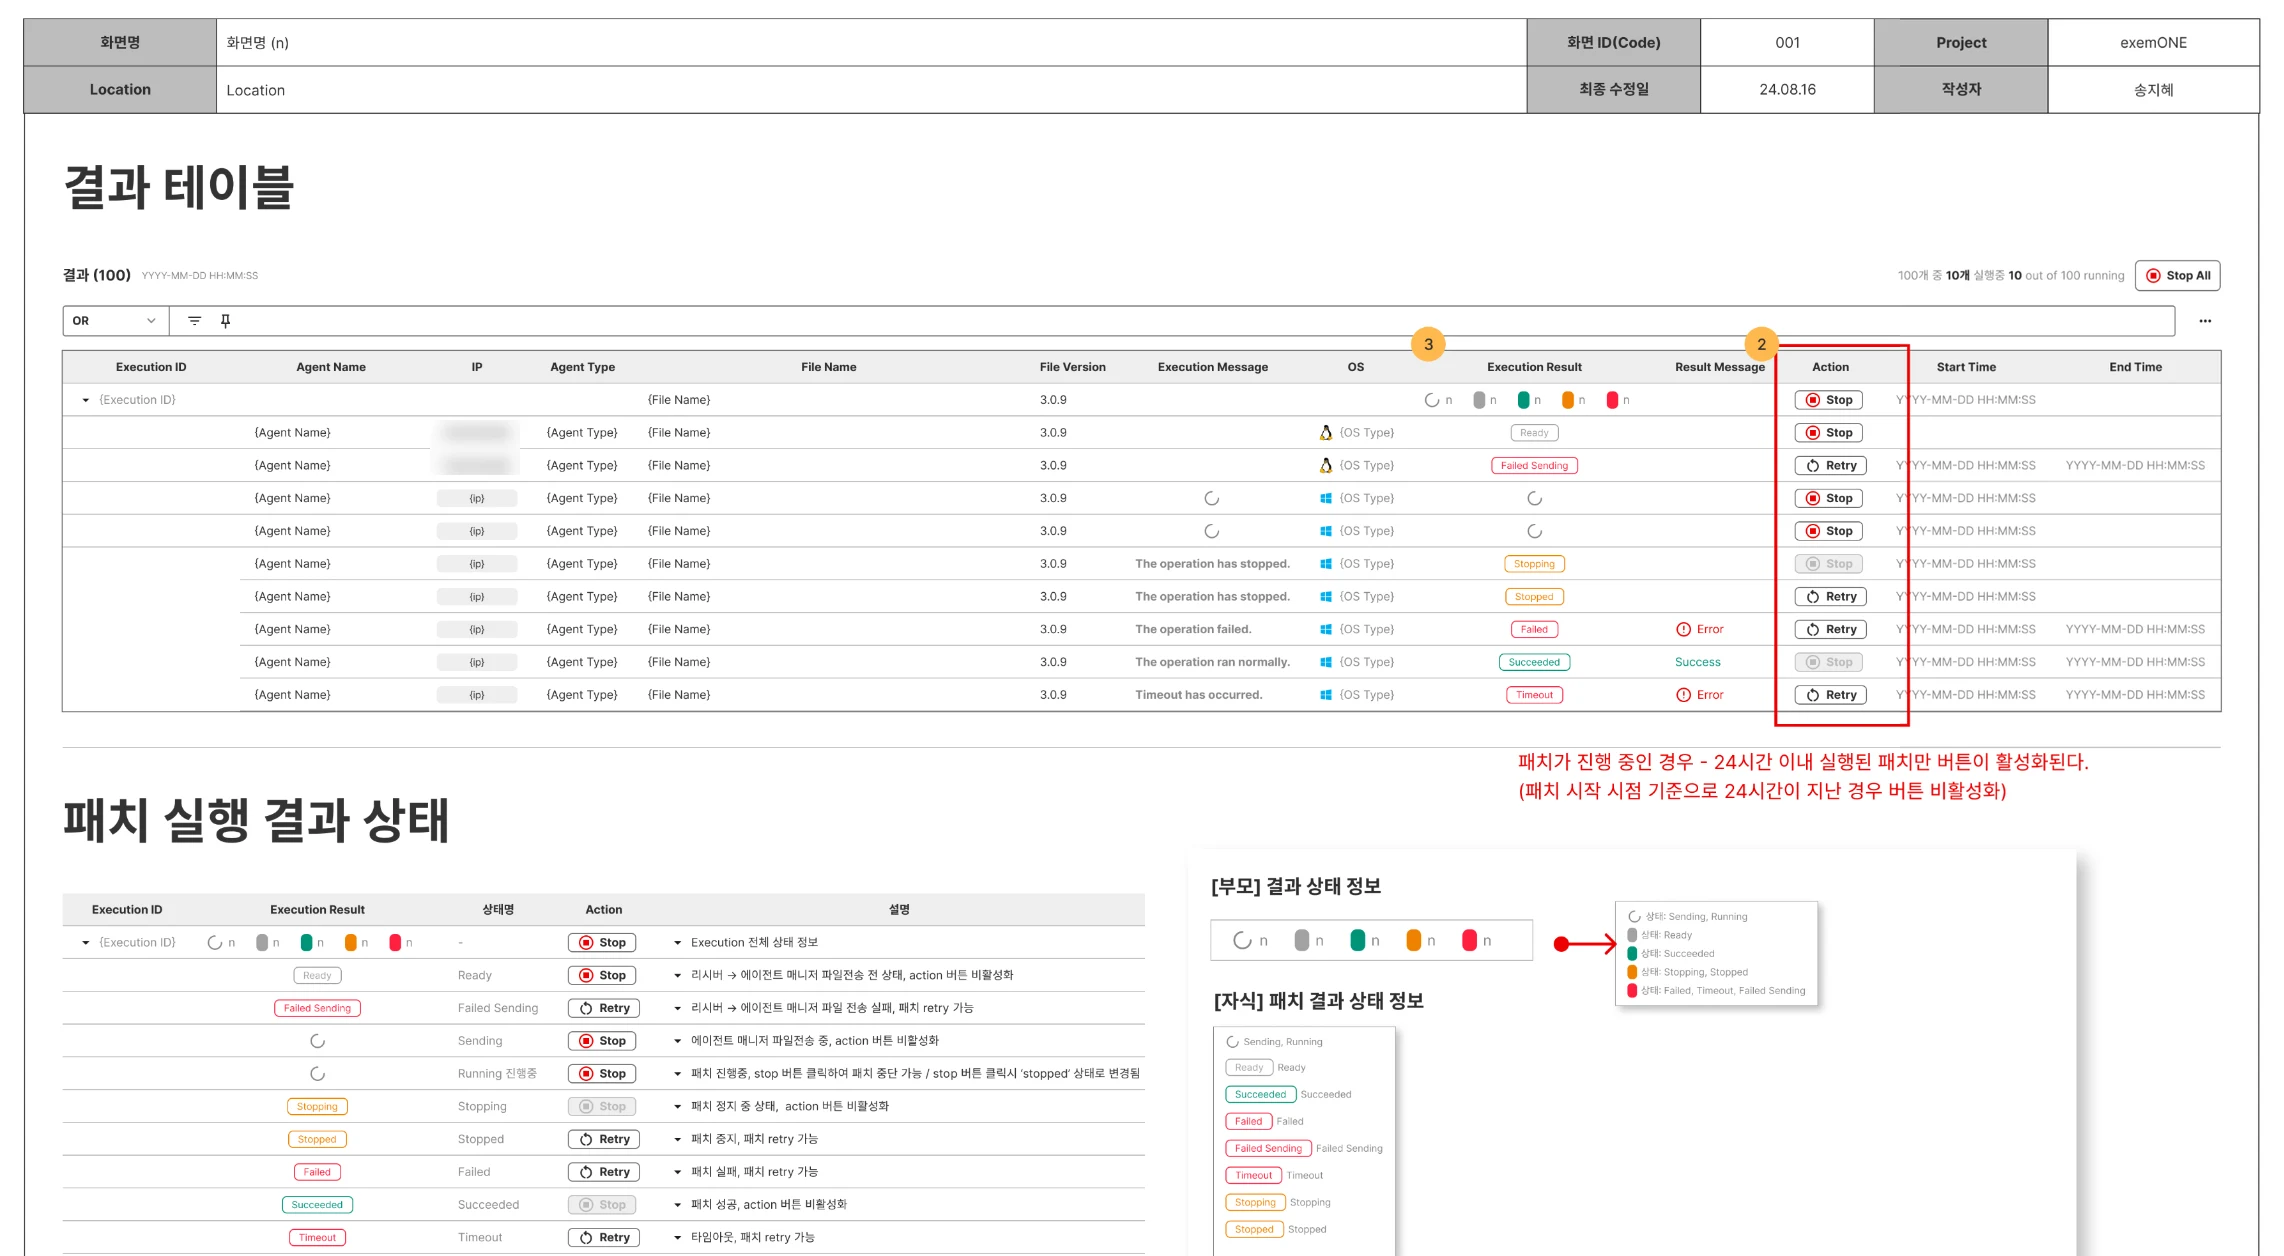 화면명 화면명 (n) 화면 ID(Code) 001 Project exemONE
Location Location 최종 수정일 24.08.16 작성자 송지혜
결과 테이블
결과 (100) YYYY-MM-DD HH:MM:SS 100개 중 10개 실행중 10 out of 100 running Stop All
OR
3 2
Execution ID Agent Name IP Agent Type File Name File Version Execution Message OS Execution Result Result Message Action Start Time End Time
{Execution ID} {File Name} 3.0.9 n n n n n Stop YYYY-MM-DD HH:MM:SS
{Agent Name} {Agent Type} {File Name} 3.0.9 {OS Type} Ready Stop
{Agent Name} {Agent Type} {File Name} 3.0.9 {OS Type} Failed Sending Retry YYYY-MM-DD HH:MM:SS YYYY-MM-DD HH:MM:SS
{Agent Name} {ip} {Agent Type} {File Name} 3.0.9 {OS Type} Stop YYYY-MM-DD HH:MM:SS
{Agent Name} {ip} {Agent Type} {File Name} 3.0.9 {OS Type} Stop YYYY-MM-DD HH:MM:SS
{Agent Name} {ip} {Agent Type} {File Name} 3.0.9 The operation has stopped. {OS Type} Stopping Stop YYYY-MM-DD HH:MM:SS
{Agent Name} {ip} {Agent Type} {File Name} 3.0.9 The operation has stopped. {OS Type} Stopped Retry YYYY-MM-DD HH:MM:SS
{Agent Name} {ip} {Agent Type} {File Name} 3.0.9 The operation failed. {OS Type} Failed Error Retry YYYY-MM-DD HH:MM:SS YYYY-MM-DD HH:MM:SS
{Agent Name} {ip} {Agent Type} {File Name} 3.0.9 The operation ran normally. {OS Type} Succeeded Success Stop YYYY-MM-DD HH:MM:SS YYYY-MM-DD HH:MM:SS
{Agent Name} {ip} {Agent Type} {File Name} 3.0.9 Timeout has occurred. {OS Type} Timeout Error Retry YYYY-MM-DD HH:MM:SS YYYY-MM-DD HH:MM:SS
패치가 진행 중인 경우 - 24시간 이내 실행된 패치만 버튼이 활성화된다.
(패치 시작 시점 기준으로 24시간이 지난 경우 버튼 비활성화)
패치 실행 결과 상태
Execution ID Execution Result 상태명 Action 설명
{Execution ID} n n n n n - Stop Execution 전체 상태 정보
Ready Ready Stop 리시버 → 에이전트 매니저 파일전송 전 상태, action 버튼 비활성화
Failed Sending Failed Sending Retry 리시버 → 에이전트 매니저 파일 전송 실패, 패치 retry 가능
Sending Stop 에이전트 매니저 파일전송 중, action 버튼 비활성화
Running 진행중 Stop 패치 진행중, stop 버튼 클릭하여 패치 중단 가능 / stop 버튼 클릭시 ‘stopped’ 상태로 변경됨
Stopping Stopping Stop 패치 정지 중 상태, action 버튼 비활성화
Stopped Stopped Retry 패치 중지, 패치 retry 가능
Failed Failed Retry 패치 실패, 패치 retry 가능
Succeeded Succeeded Stop 패치 성공, action 버튼 비활성화
Timeout Timeout Retry 타임아웃, 패치 retry 가능
[부모] 결과 상태 정보
n n n n n
상태: Sending, Running
상태: Ready
상태: Succeeded
상태: Stopping, Stopped
상태: Failed, Timeout, Failed Sending
[자식] 패치 결과 상태 정보
Sending, Running
Ready Ready
Succeeded Succeeded
Failed Failed
Failed Sending Failed Sending
Timeout Timeout
Stopping Stopping
Stopped Stopped